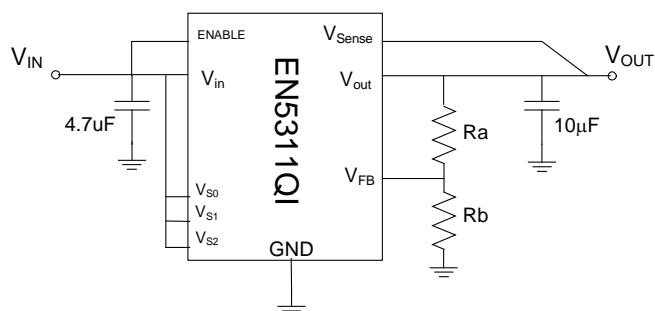 ENABLE
V_Sense
V_IN
V_OUT
V_in
EN5311QI
V_out
4.7uF
Ra
10μF
V_FB
V_S0
V_S1
V_S2
Rb
GND